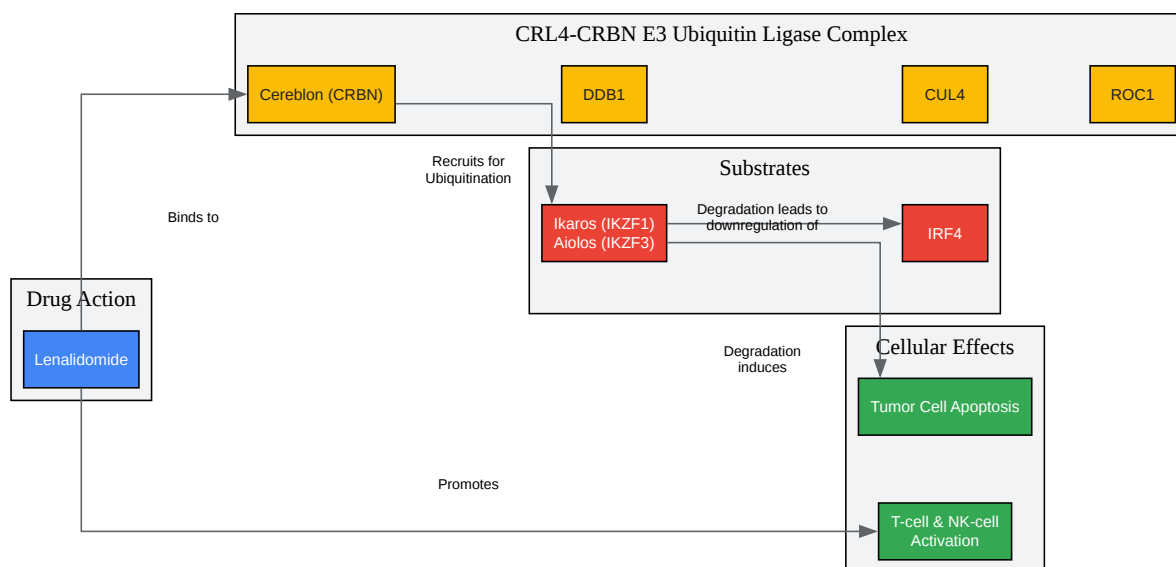 CRL4-CRBN E3 Ubiquitin Ligase Complex
Cereblon (CRBN)
DDB1
CUL4
ROC1
Recruits for
Ubiquitination
Substrates
Binds to
Ikaros (IKZF1)
Aiolos (IKZF3)
Degradation leads to
downregulation of
IRF4
Drug Action
Lenalidomide
Degradation
induces
Cellular Effects
Tumor Cell Apoptosis
Promotes
T-cell & NK-cell
Activation